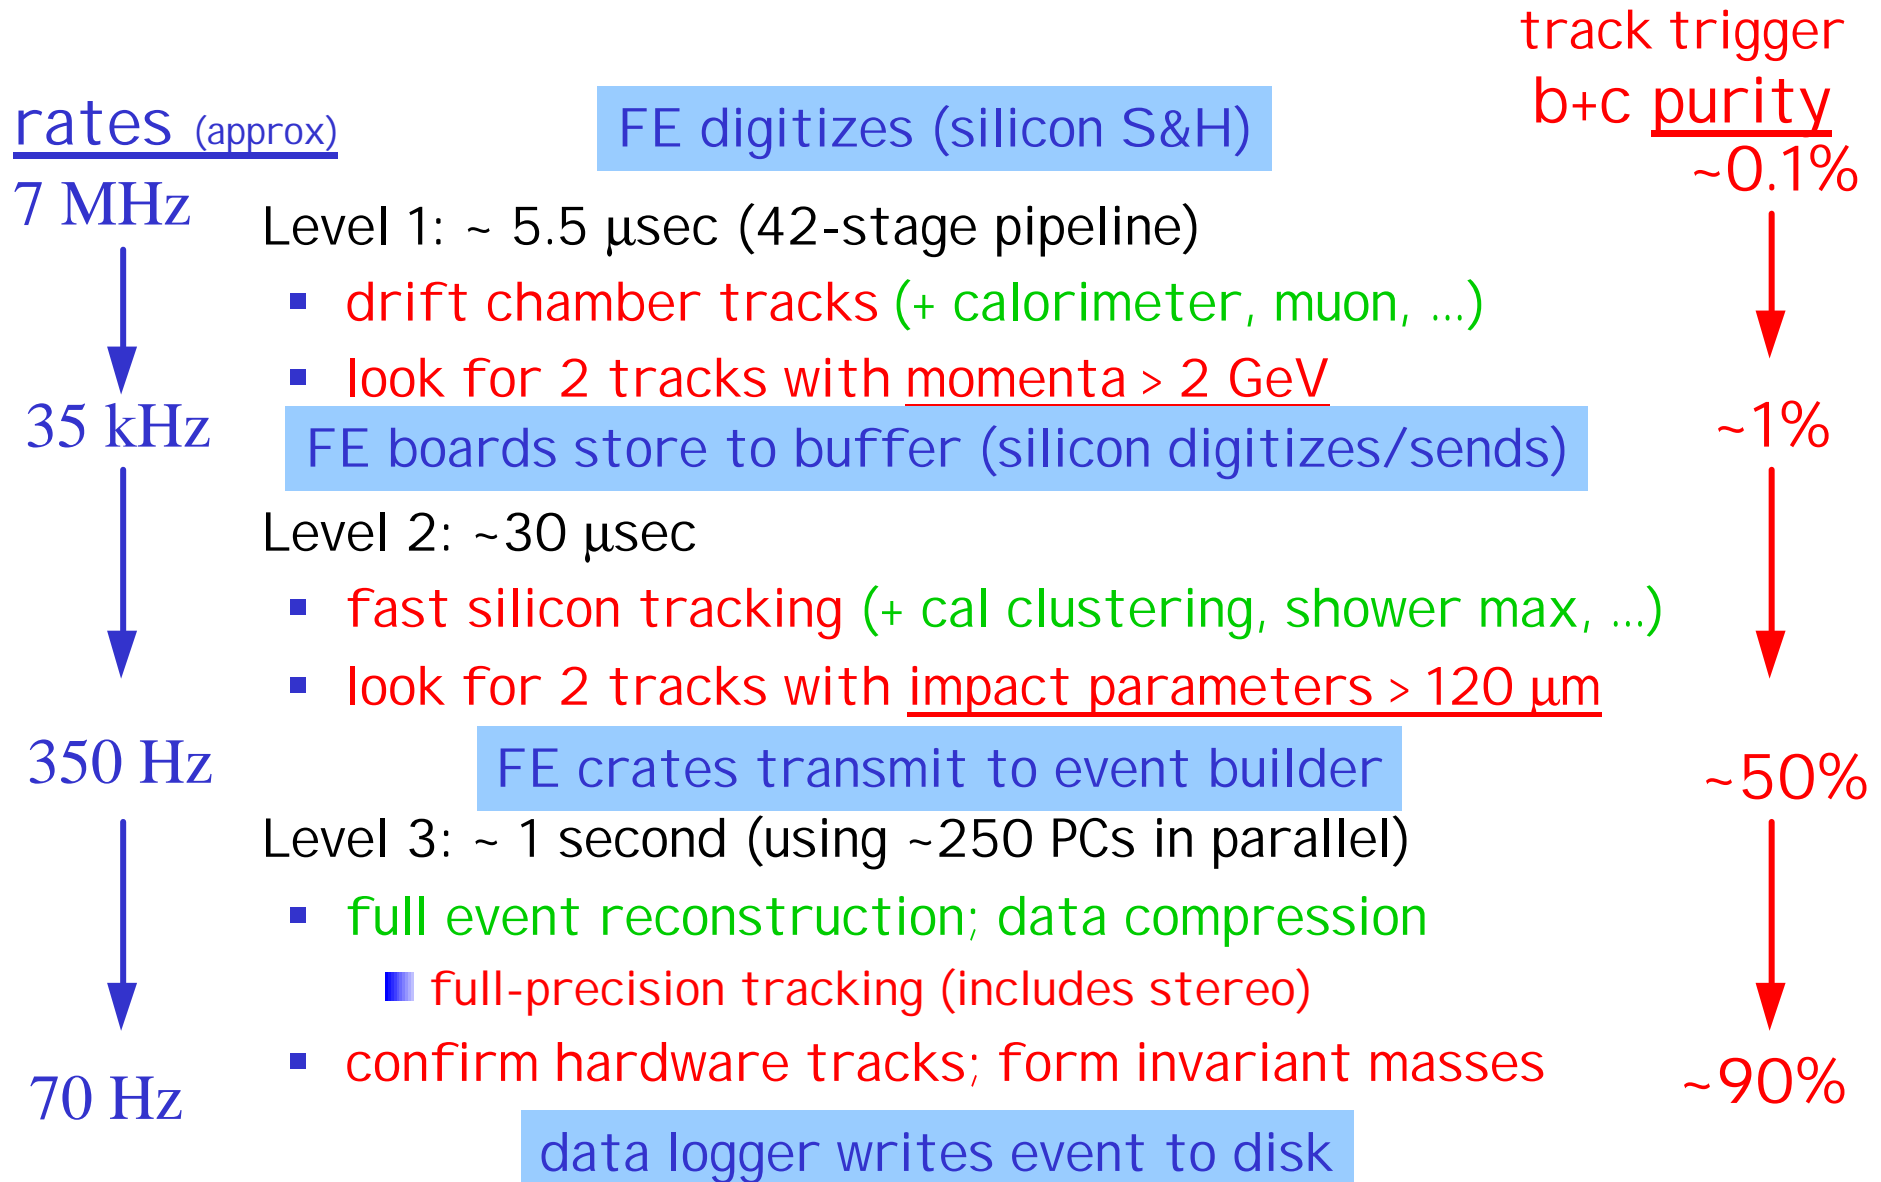 track trigger
b+c purity
rates (approx)
FE digitizes (silicon S&H)
~0.1%
7 MHz
Level 1: ~ 5.5 μsec (42-stage pipeline)
▪ drift chamber tracks (+ calorimeter, muon, ...)
▪ look for 2 tracks with momenta > 2 GeV
35 kHz
FE boards store to buffer (silicon digitizes/sends)
~1%
Level 2: ~30 μsec
▪ fast silicon tracking (+ cal clustering, shower max, ...)
▪ look for 2 tracks with impact parameters > 120 μm
350 Hz
FE crates transmit to event builder
~50%
Level 3: ~ 1 second (using ~250 PCs in parallel)
▪ full event reconstruction; data compression
▪ full-precision tracking (includes stereo)
▪ confirm hardware tracks; form invariant masses
70 Hz
~90%
data logger writes event to disk